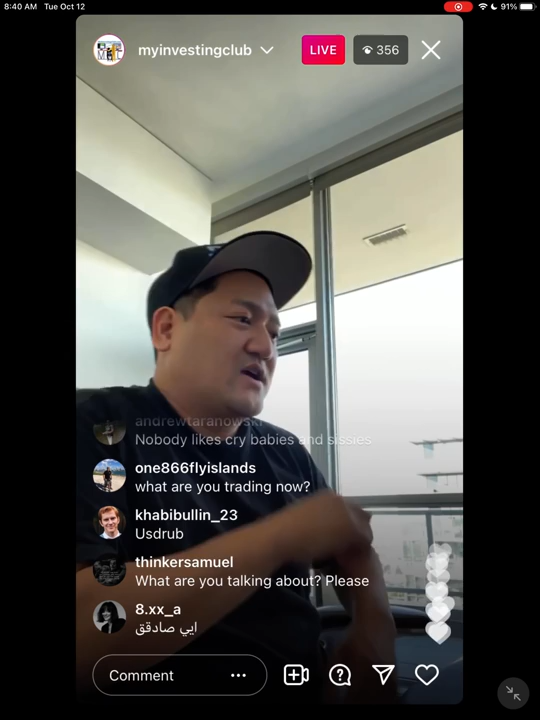 8:40 AM Tue Oct 12
91%
myinvestingclub
LIVE
356
andrewtaranowski
Nobody likes cry babies and sissies
one866flyislands
what are you trading now?
khabibullin_23
Usdrub
thinkersamuel
What are you talking about? Please
8.xx_a
ايي صادقق
Comment